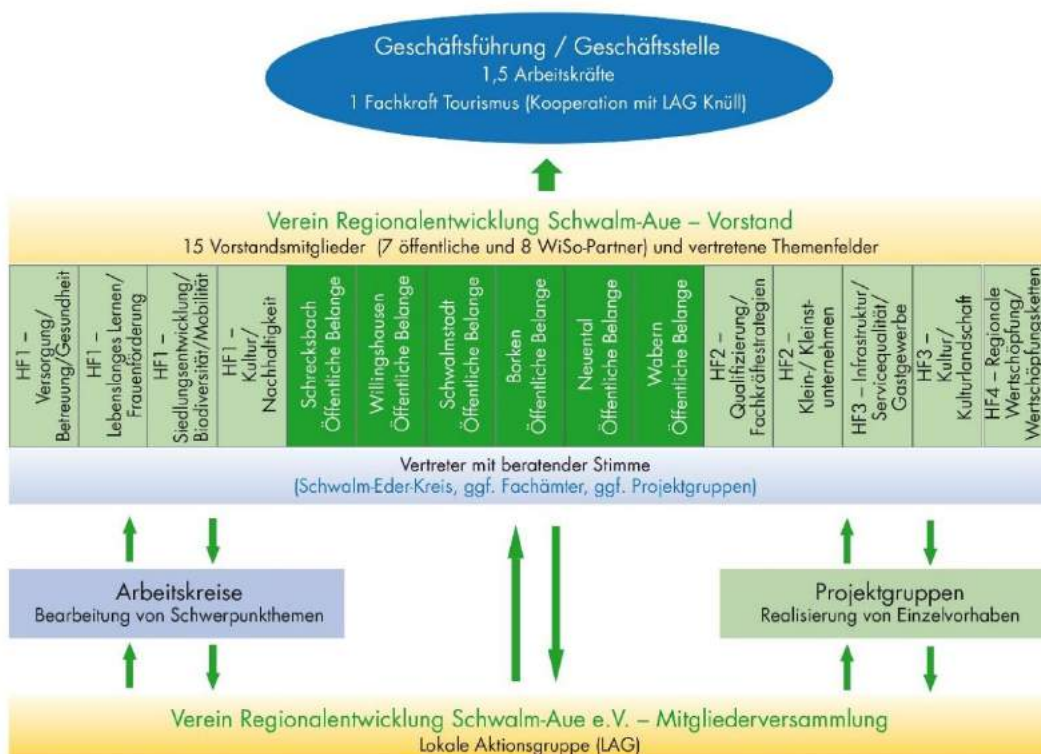 Geschäftsführung / Geschäftsstelle
1,5 Arbeitskräfte
1 Fachkraft Tourismus (Kooperation mit LAG Knüll)
Verein Regionalentwicklung Schwalm-Aue – Vorstand
15 Vorstandsmitglieder (7 öffentliche und 8 WiSo-Partner) und vertretene Themenfelder
HF1 –
Versorgung/
Betreuung/Gesundheit
HF1 –
Lebenslanges Lernen/
Frauenförderung
HF1 –
Siedlungsentwicklung/
Biodiversität/Mobilität
HF1 –
Kultur/
Nachhaltigkeit
Schrecksbach
Öffentliche Belange
Willingshausen
Öffentliche Belange
Schwalmstadt
Öffentliche Belange
Borken
Öffentliche Belange
Neuental
Öffentliche Belange
Wabern
Öffentliche Belange
HF2 –
Qualifizierung/
Fachkräftestrategien
HF2 –
Klein-/ Kleinst-
unternehmen
HF3 – Infrastruktur/
Servicequalität/
Gastgewerbe
HF3 –
Kultur/
Kulturlandschaft
HF4 – Regionale
Wertschöpfung/
Wertschöpfungsketten
Vertreter mit beratender Stimme
(Schwalm-Eder-Kreis, ggf. Fachämter, ggf. Projektgruppen)
Arbeitskreise
Bearbeitung von Schwerpunkthemen
Projektgruppen
Realisierung von Einzelvorhaben
Verein Regionalentwicklung Schwalm-Aue e.V. – Mitgliederversammlung
Lokale Aktionsgruppe (LAG)